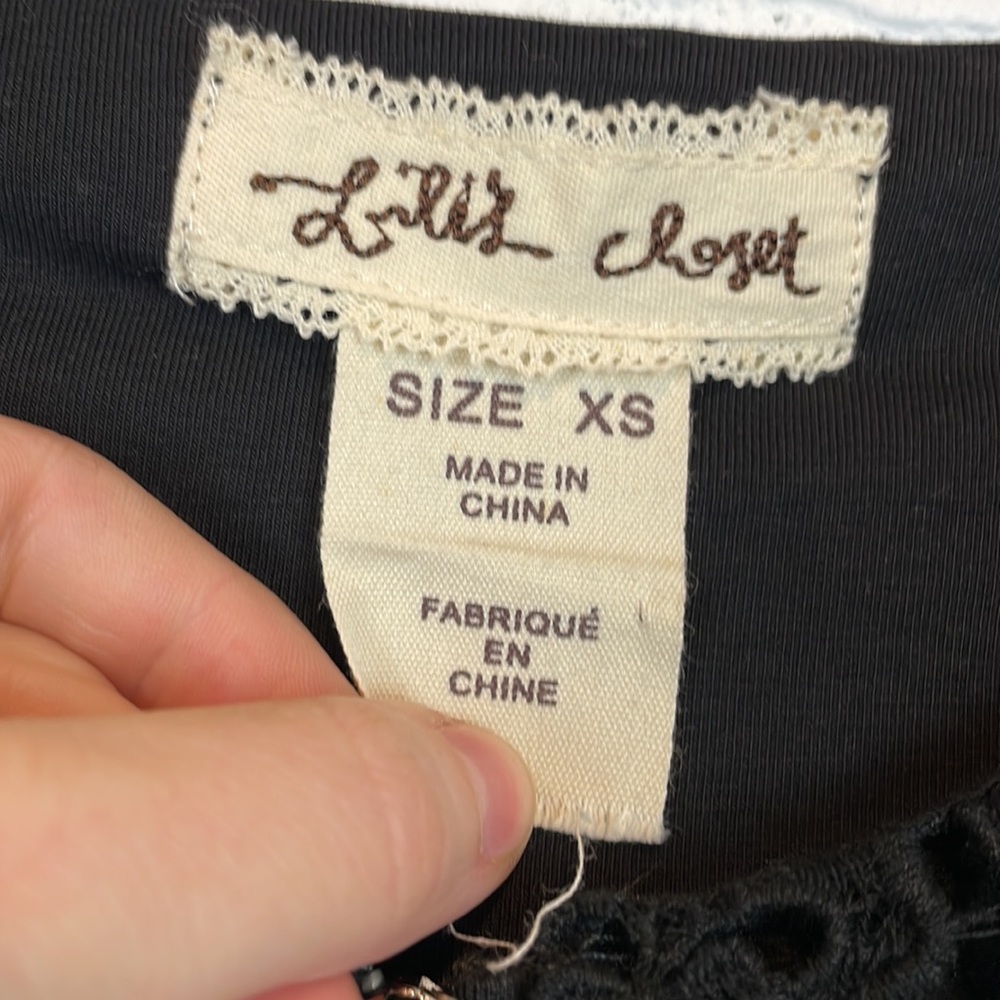 Lili's Closet
SIZE XS
MADE IN
CHINA
FABRIQUÉ
EN
CHINE